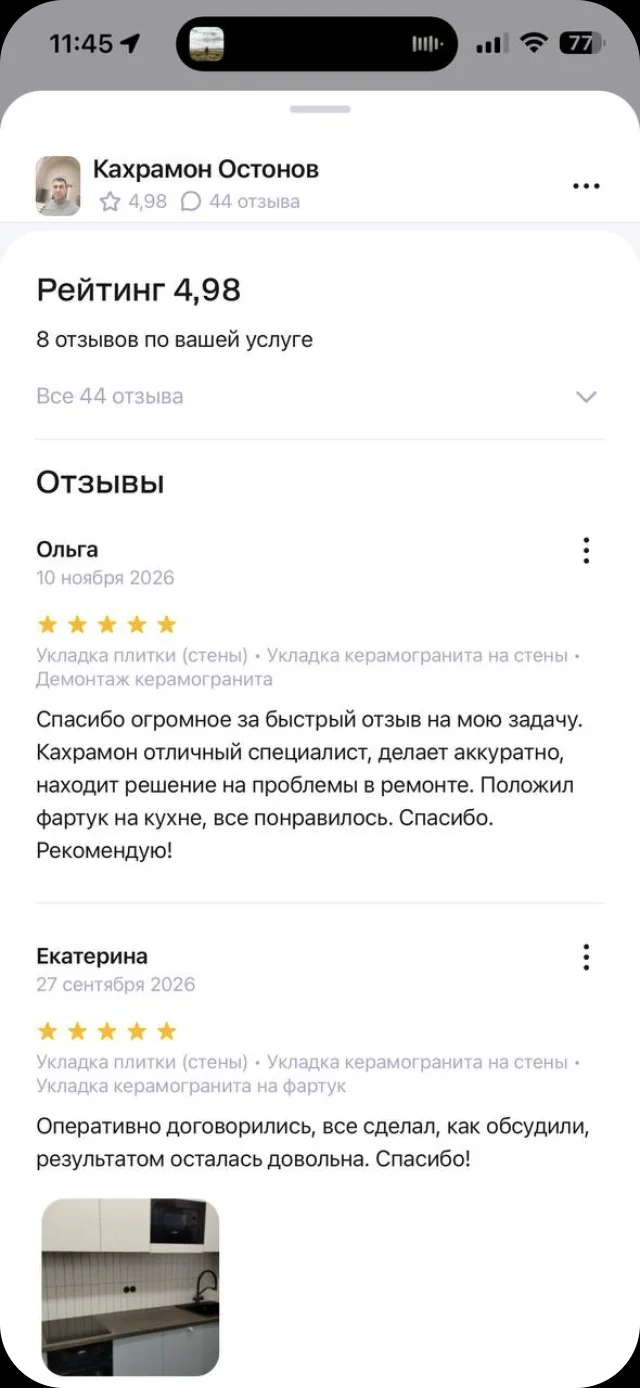 11:45
77
Кахрамон Остонов
4,98 44 отзыва
Рейтинг 4,98
8 отзывов по вашей услуге
Все 44 отзыва
Отзывы
Ольга
10 ноября 2026
Укладка плитки (стены) • Укладка керамогранита на стены •
Демонтаж керамогранита
Спасибо огромное за быстрый отзыв на мою задачу.
Кахрамон отличный специалист, делает аккуратно,
находит решение на проблемы в ремонте. Положил
фартук на кухне, все понравилось. Спасибо.
Рекомендую!
Екатерина
27 сентября 2026
Укладка плитки (стены) • Укладка керамогранита на стены •
Укладка керамогранита на фартук
Оперативно договорились, все сделал, как обсудили,
результатом осталась довольна. Спасибо!